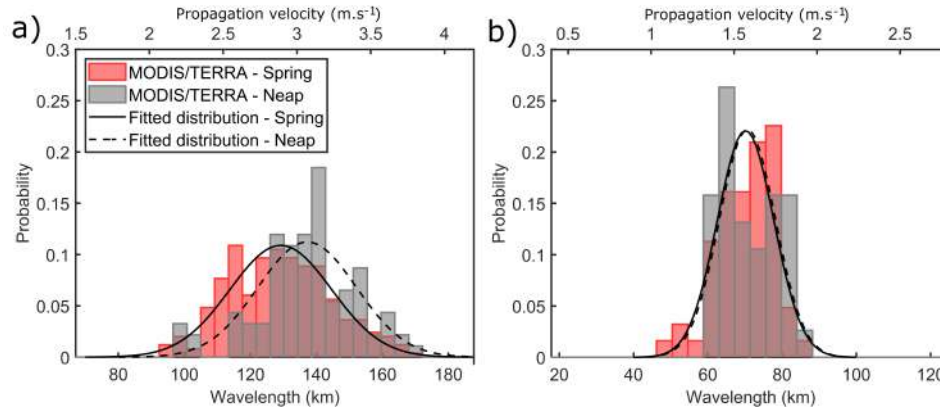 Propagation velocity (m.s⁻¹)
a)
1.5 2 2.5 3 3.5 4
0.3
0.25
0.2
0.15
0.1
0.05
0
Probability
MODIS/TERRA - Spring
MODIS/TERRA - Neap
Fitted distribution - Spring
Fitted distribution - Neap
80 100 120 140 160 180
Wavelength (km)
Propagation velocity (m.s⁻¹)
b)
0.5 1 1.5 2 2.5
0.3
0.25
0.2
0.15
0.1
0.05
0
Probability
20 40 60 80 100 120
Wavelength (km)